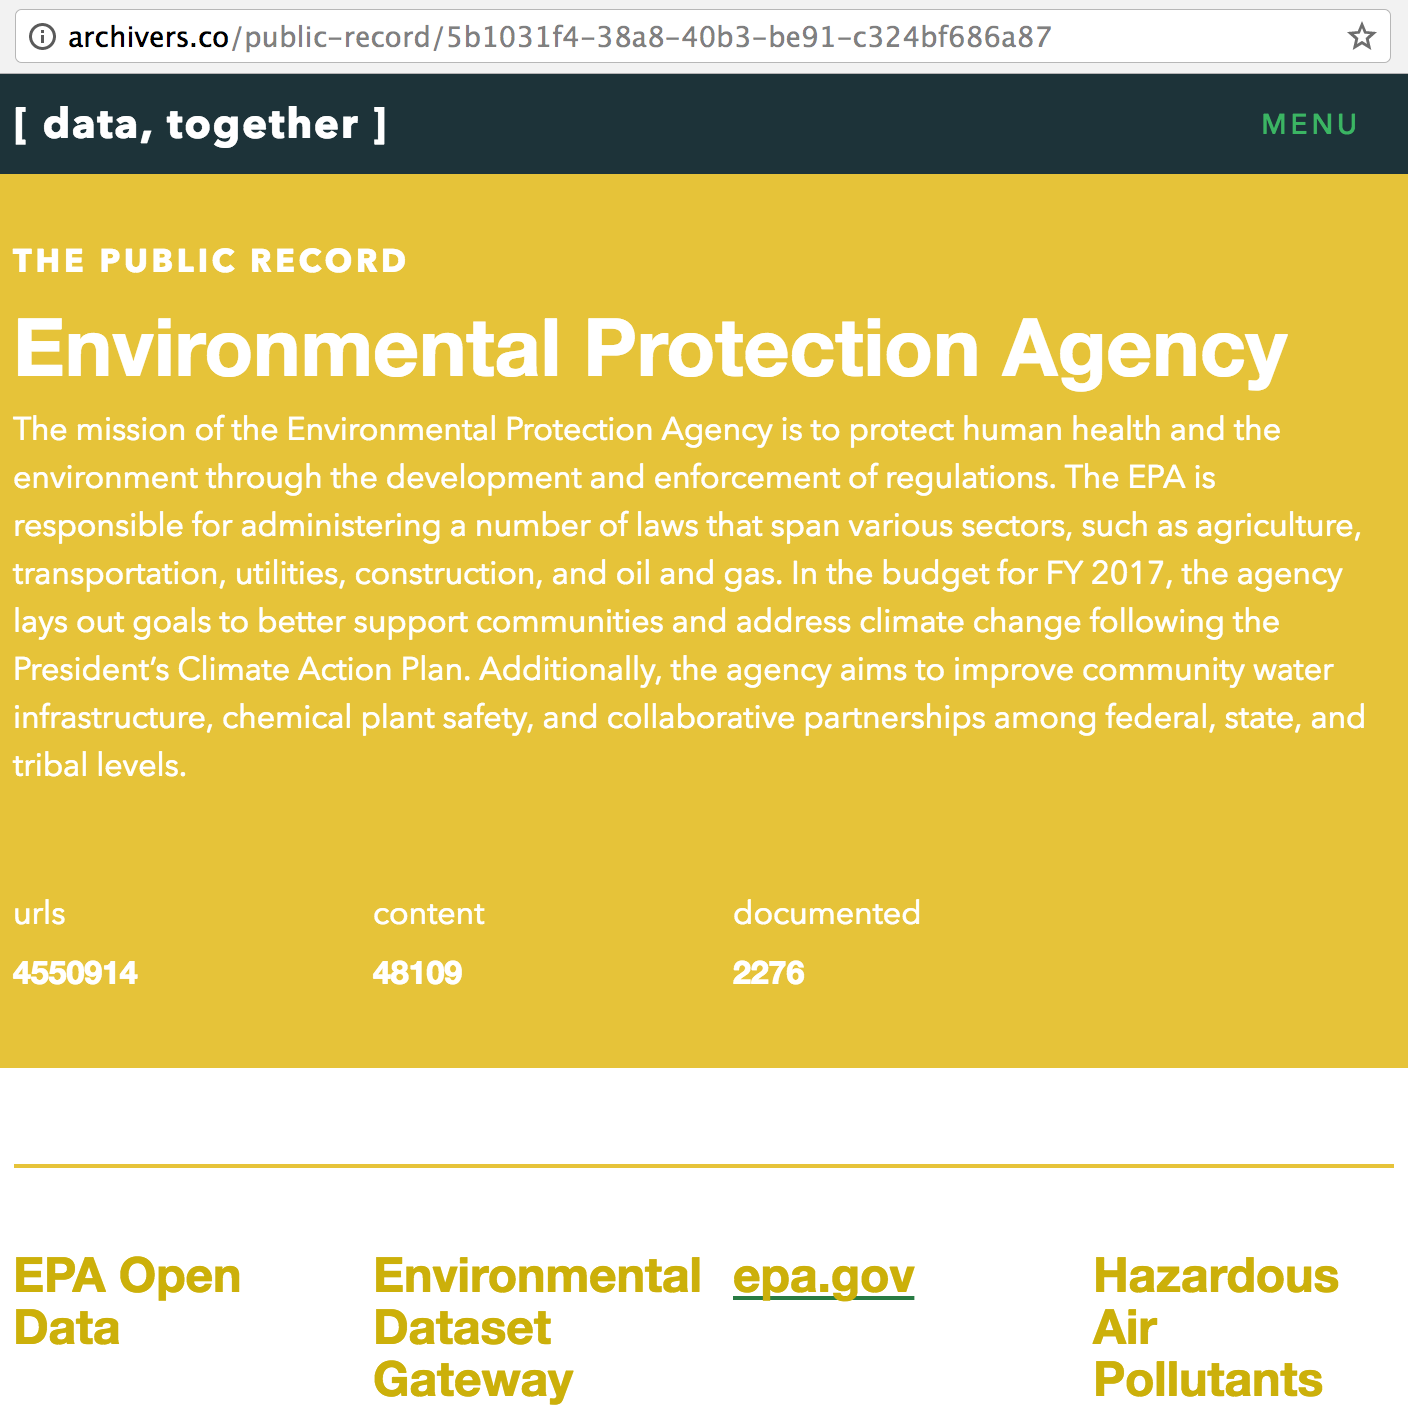 archivers.co/public-record/5b1031f4-38a8-40b3-be91-c324bf686a87
[ data, together ]
MENU
THE PUBLIC RECORD
Environmental Protection Agency
The mission of the Environmental Protection Agency is to protect human health and the
environment through the development and enforcement of regulations. The EPA is
responsible for administering a number of laws that span various sectors, such as agriculture,
transportation, utilities, construction, and oil and gas. In the budget for FY 2017, the agency
lays out goals to better support communities and address climate change following the
President’s Climate Action Plan. Additionally, the agency aims to improve community water
infrastructure, chemical plant safety, and collaborative partnerships among federal, state, and
tribal levels.
urls
4550914
content
48109
documented
2276
EPA Open
Data
Environmental
Dataset
Gateway
epa.gov
Hazardous
Air
Pollutants